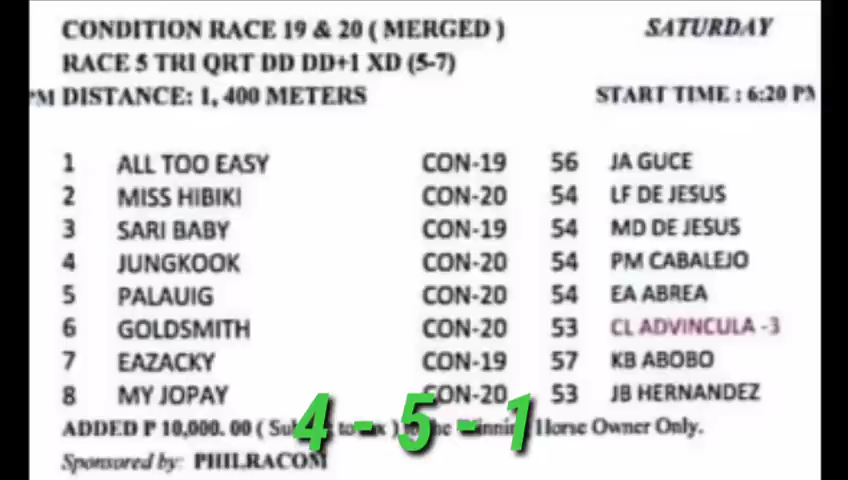 CONDITION RACE 19 & 20 ( MERGED ) SATURDAY
RACE 5 TRI QRT DD DD+1 XD (5-7)
PM DISTANCE: 1, 400 METERS START TIME : 6:20 PM
1 ALL TOO EASY CON-19 56 JA GUCE
2 MISS HIBIKI CON-20 54 LF DE JESUS
3 SARI BABY CON-19 54 MD DE JESUS
4 JUNGKOOK CON-20 54 PM CABALEJO
5 PALAUIG CON-20 54 EA ABREA
6 GOLDSMITH CON-20 53 CL ADVINCULA -3
7 EAZACKY CON-19 57 KB ABOBO
8 MY JOPAY CON-20 53 JB HERNANDEZ
4 - 5 - 1
ADDED P 10,000. 00 ( to ) Horse Owner Only.
Sponsored by: PHILRACOM